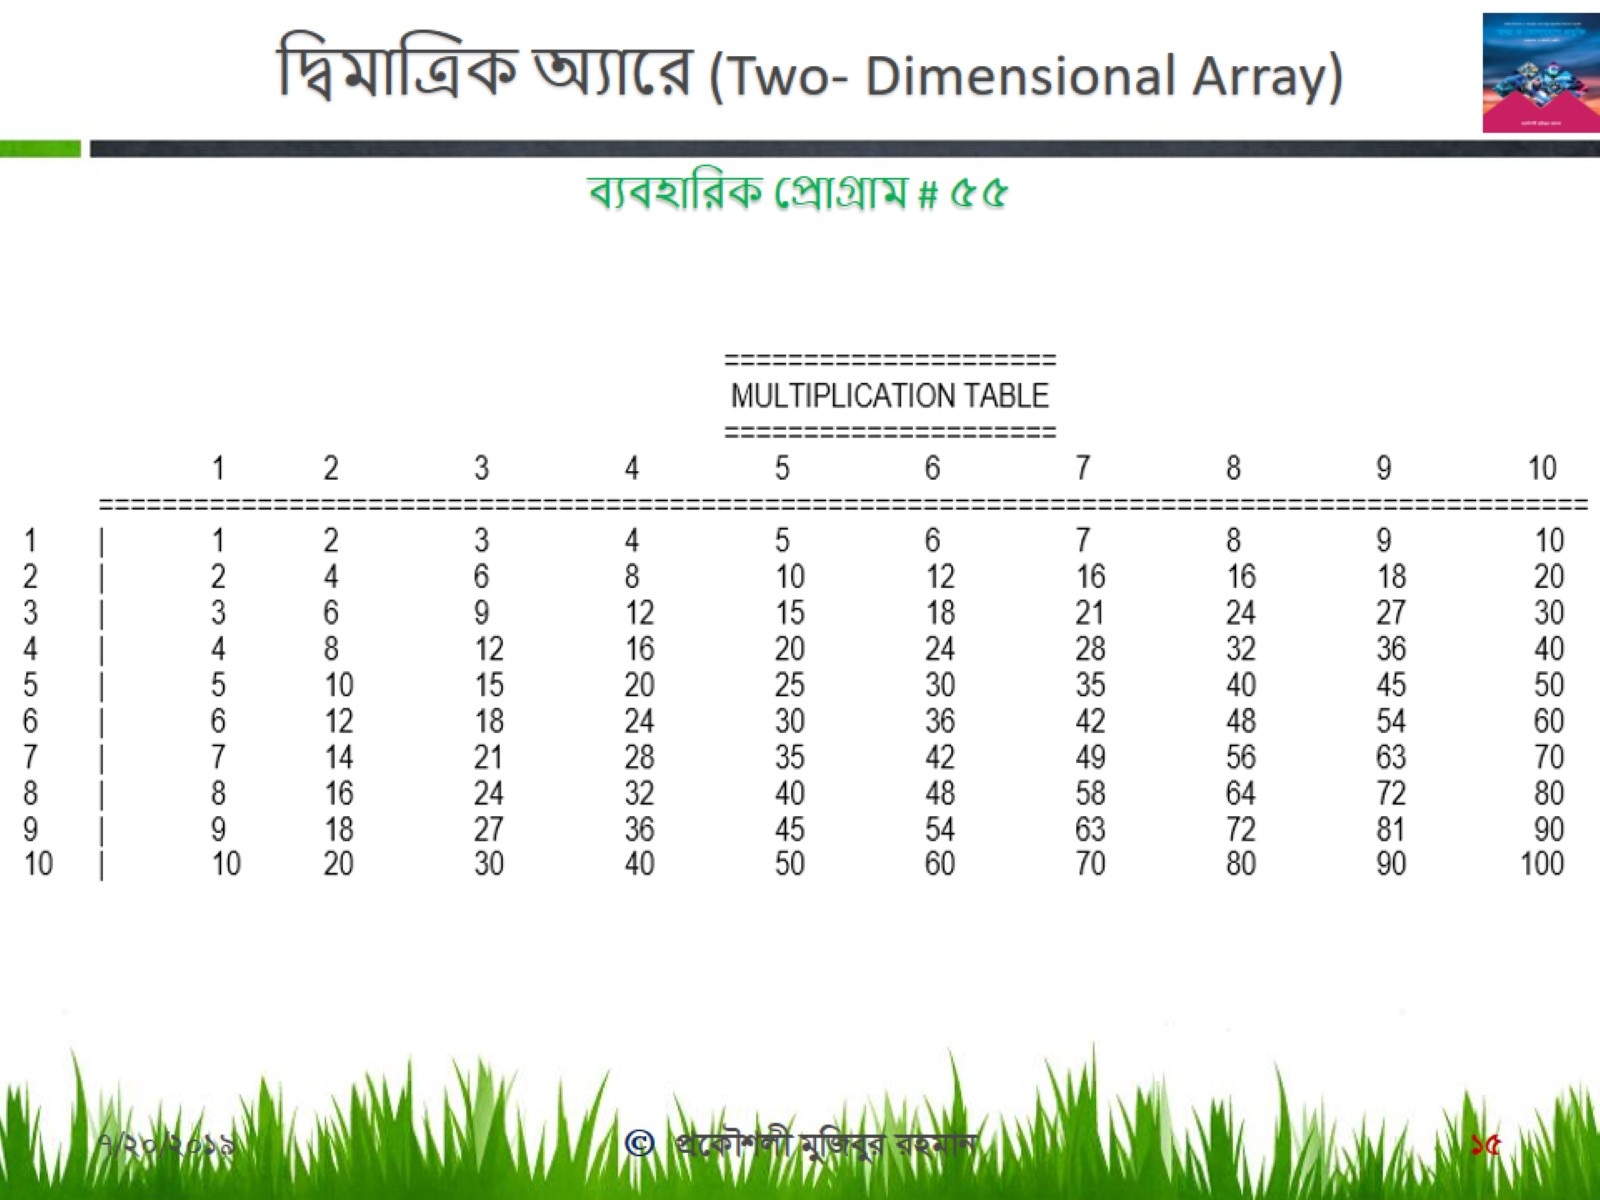 দ্বিমাত্রিক অ্যারে (Two- Dimensional Array)
ব্যবহারিক প্রোগ্রাম # ৫৫
=====================
MULTIPLICATION TABLE
=====================
1 2 3 4 5 6 7 8 9 10
==============================================================================================
1 | 1 2 3 4 5 6 7 8 9 10
2 | 2 4 6 8 10 12 16 16 18 20
3 | 3 6 9 12 15 18 21 24 27 30
4 | 4 8 12 16 20 24 28 32 36 40
5 | 5 10 15 20 25 30 35 40 45 50
6 | 6 12 18 24 30 36 42 48 54 60
7 | 7 14 21 28 35 42 49 56 63 70
8 | 8 16 24 32 40 48 58 64 72 80
9 | 9 18 27 36 45 54 63 72 81 90
10 | 10 20 30 40 50 60 70 80 90 100
৭/২০/২০১৯ © প্রকৌশলী মুজিবুর রহমান ১৫